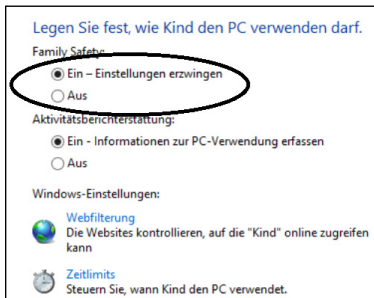 Legen Sie fest, wie Kind den PC verwenden darf.
Family Safety:
Ein – Einstellungen erzwingen
Aus
Aktivitätsberichterstattung:
Ein - Informationen zur PC-Verwendung erfassen
Aus
Windows-Einstellungen:
Webfilterung
Die Websites kontrollieren, auf die "Kind" online zugreifen
kann
Zeitlimits
Steuern Sie, wann Kind den PC verwendet.